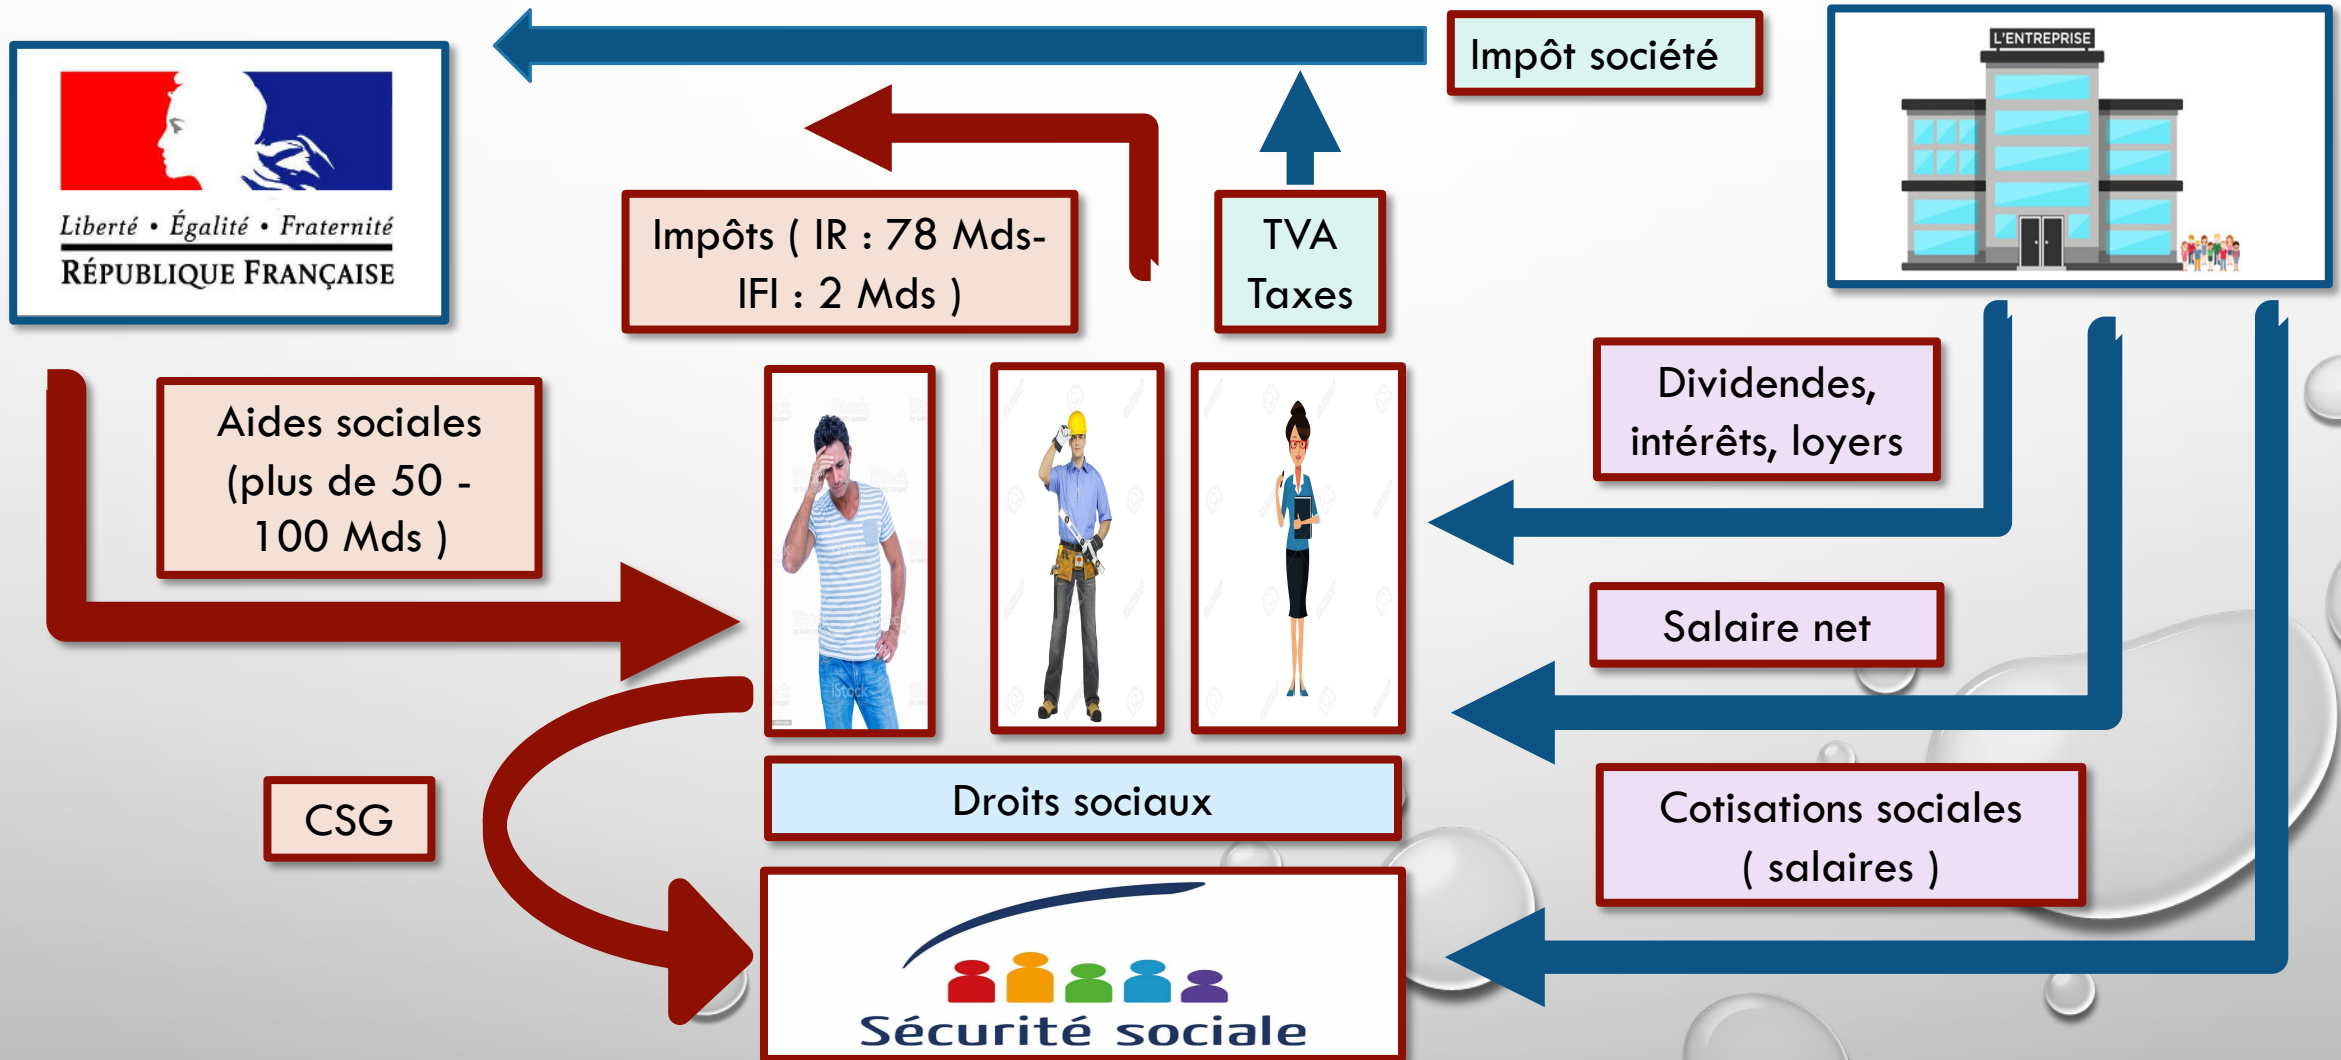 L'ENTREPRISE
Impôt société
Liberté • Égalité • Fraternité
RÉPUBLIQUE FRANÇAISE
Impôts ( IR : 78 Mds-
IFI : 2 Mds )
TVA
Taxes
Aides sociales
(plus de 50 -
100 Mds )
Dividendes,
intérêts, loyers
Salaire net
iStock
CSG
Droits sociaux
Cotisations sociales
( salaires )
Sécurité sociale